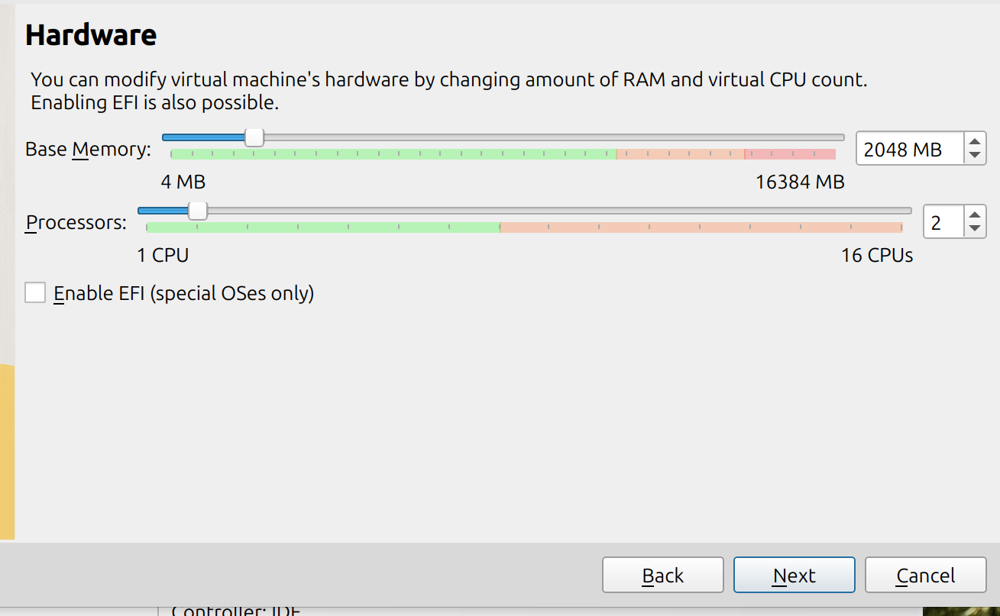 Hardware
You can modify virtual machine's hardware by changing amount of RAM and virtual CPU count.
Enabling EFI is also possible.
Base Memory:
2048 MB
4 MB
16384 MB
Processors:
2
1 CPU
16 CPUs
Enable EFI (special OSes only)
Back
Next
Cancel
Controller: IDE